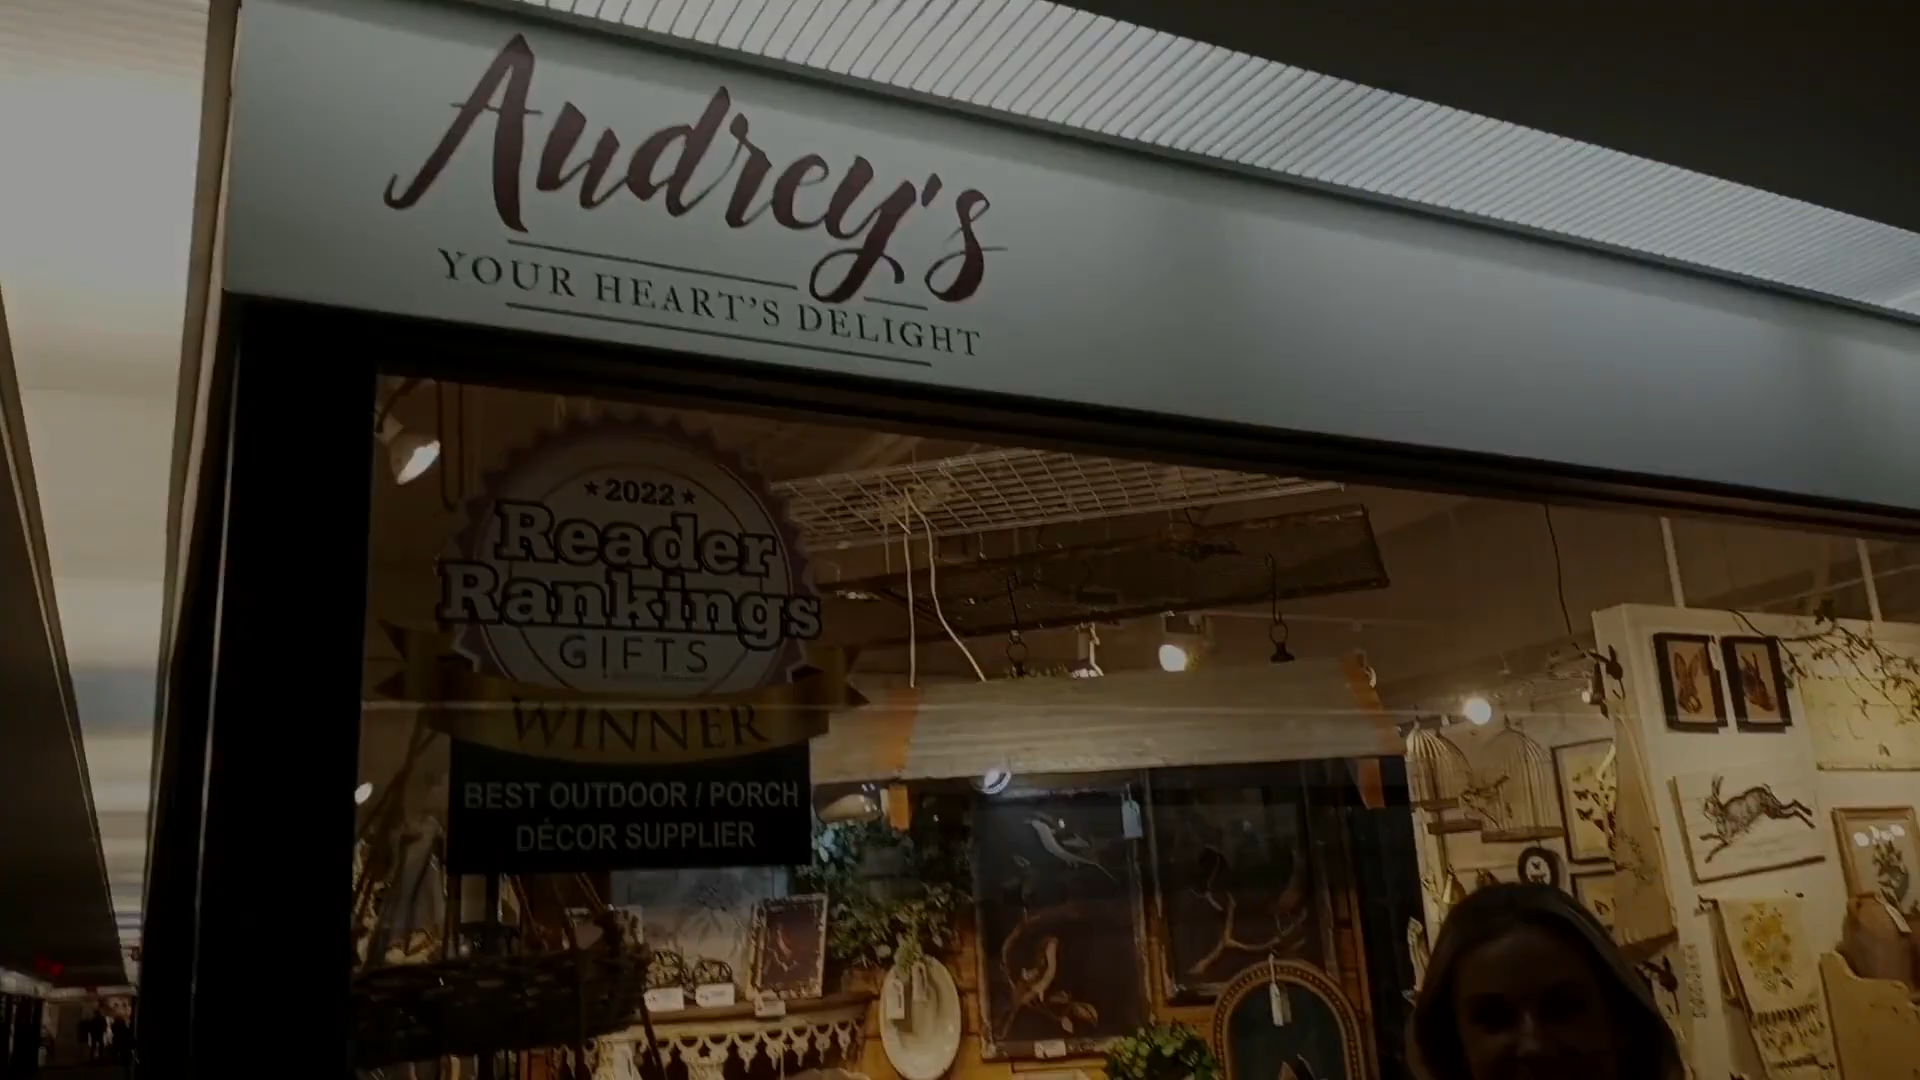 Audrey's
YOUR HEART'S DELIGHT
★2022★
Reader
Rankings
GIFTS
WINNER
BEST OUTDOOR / PORCH
DÉCOR SUPPLIER